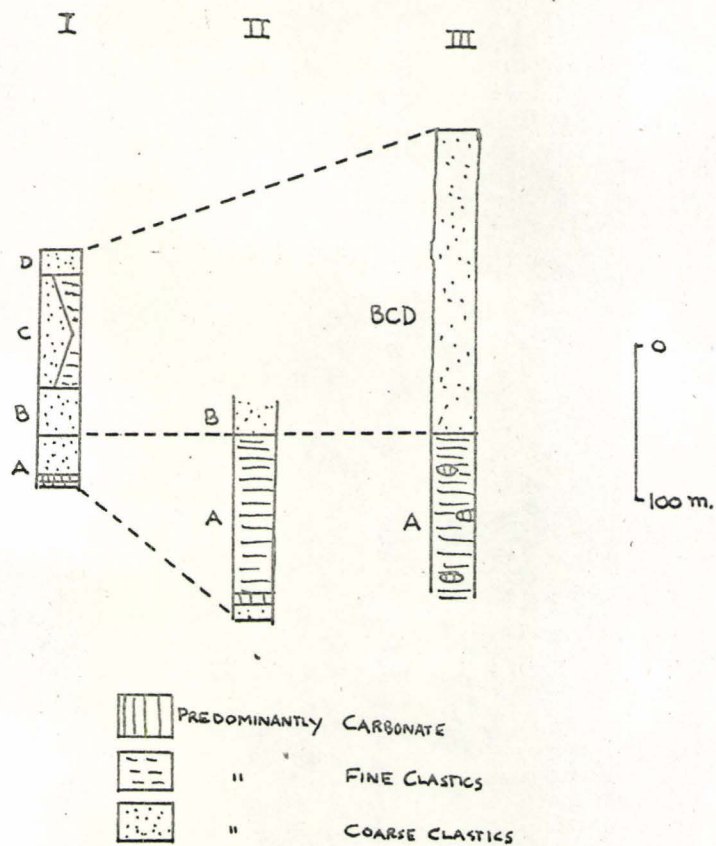 I II III
D
C
B
A
B
A
BCD
A
0
100 m.
PREDOMINANTLY CARBONATE
" FINE CLASTICS
" COARSE CLASTICS